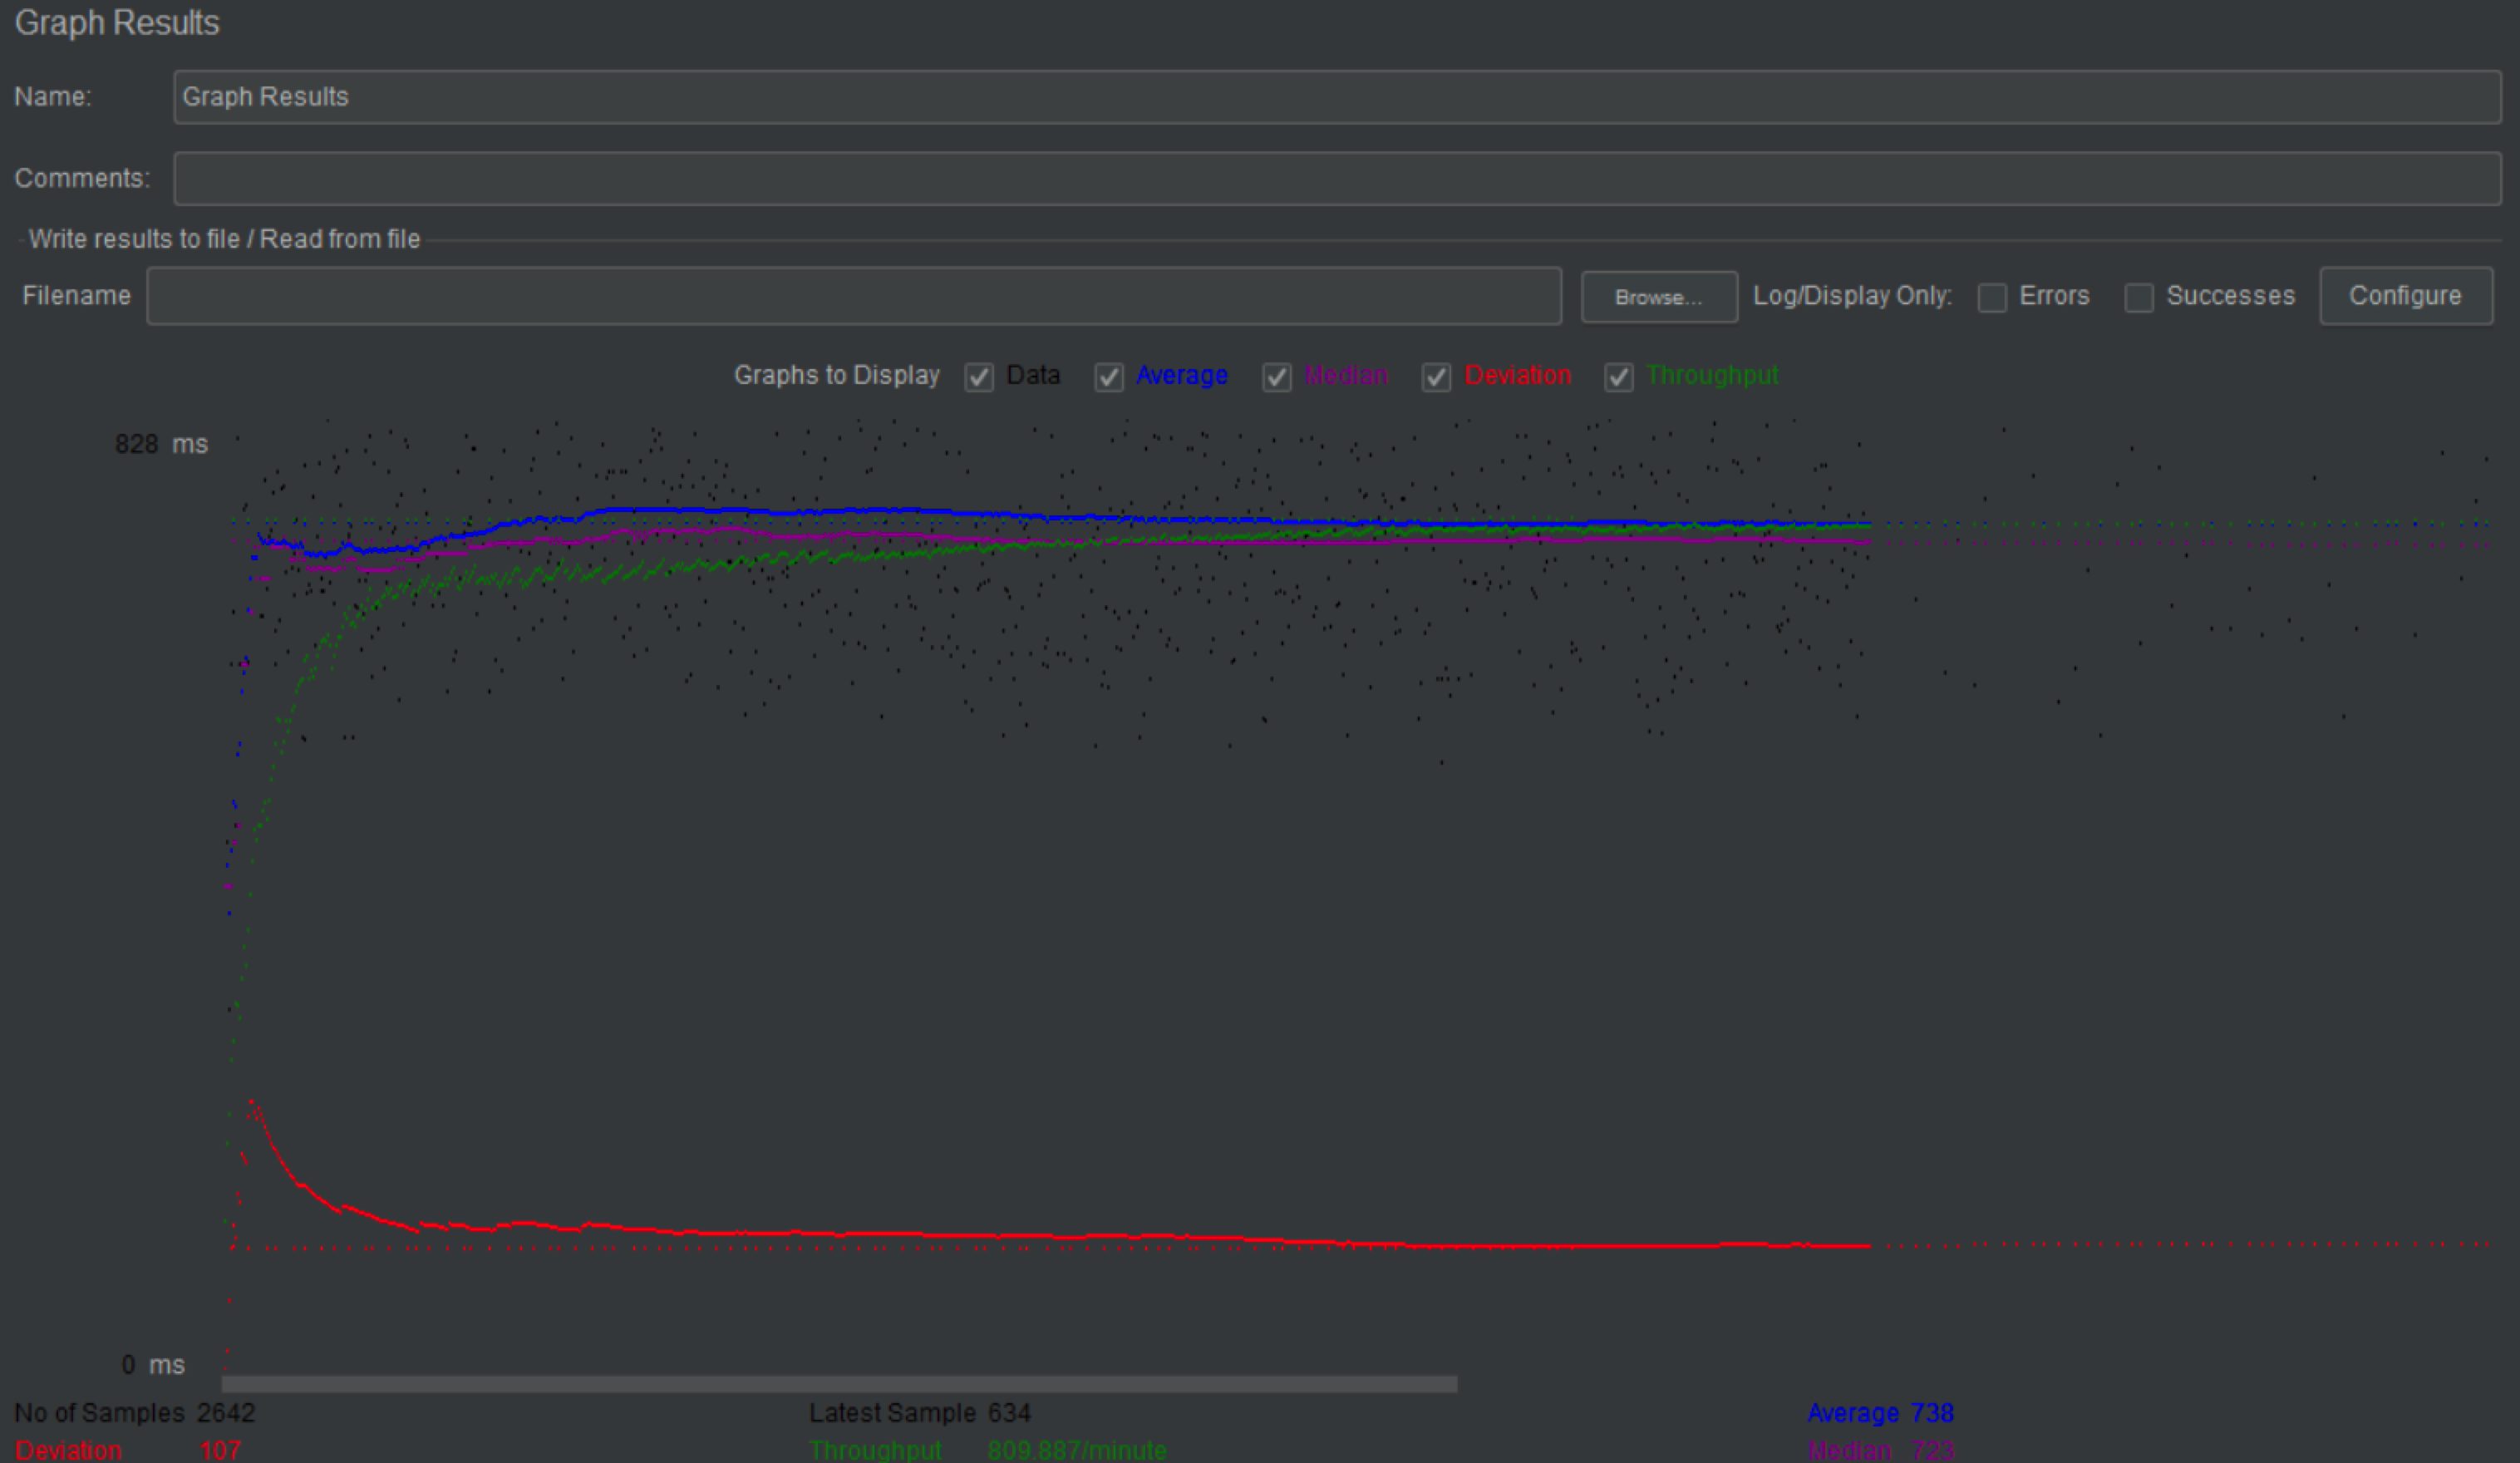 Graph Results
Name: Graph Results
Comments:
Write results to file / Read from file
Filename Browse... Log/Display Only: Errors Successes Configure
Graphs to Display Data Average Median Deviation Throughput
828 ms
0 ms
No of Samples 2642 Latest Sample 634 Average 738
Deviation 107 Throughput 809.887/minute Median 723